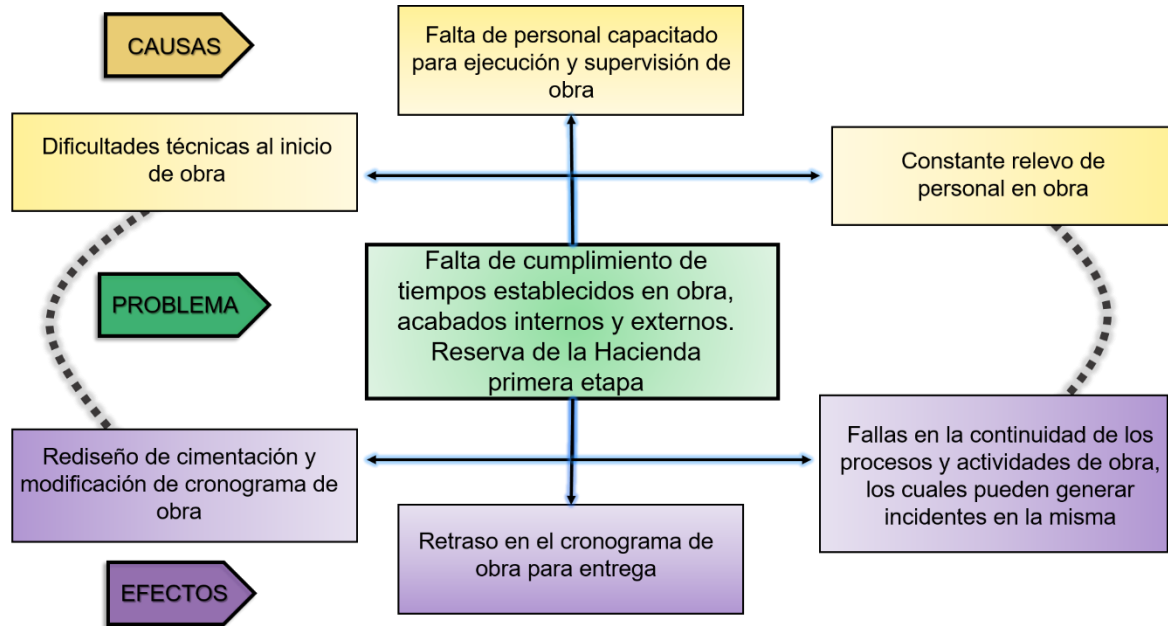 CAUSAS
Falta de personal capacitado
para ejecución y supervisión de
obra
Dificultades técnicas al inicio
de obra
Constante relevo de
personal en obra
PROBLEMA
Falta de cumplimiento de
tiempos establecidos en obra,
acabados internos y externos.
Reserva de la Hacienda
primera etapa
Rediseño de cimentación y
modificación de cronograma de
obra
Fallas en la continuidad de los
procesos y actividades de obra,
los cuales pueden generar
incidentes en la misma
Retraso en el cronograma de
obra para entrega
EFECTOS